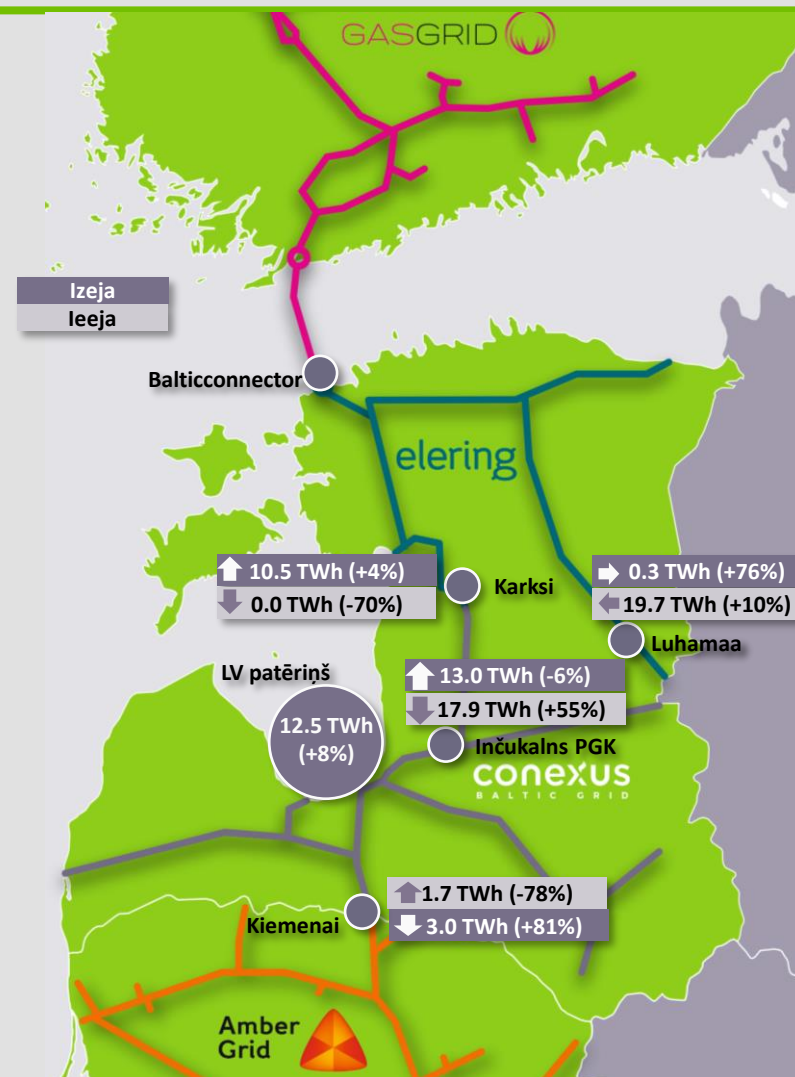 GASGRID
Izeja
Ieeja
Balticconnector
elering
10.5 TWh (+4%)
0.0 TWh (-70%)
Karksi
0.3 TWh (+76%)
19.7 TWh (+10%)
Luhamaa
LV patēriņš
12.5 TWh
(+8%)
13.0 TWh (-6%)
17.9 TWh (+55%)
Inčukalns PGK
conexus
BALTIC GRID
1.7 TWh (-78%)
3.0 TWh (+81%)
Kiemenai
Amber
Grid